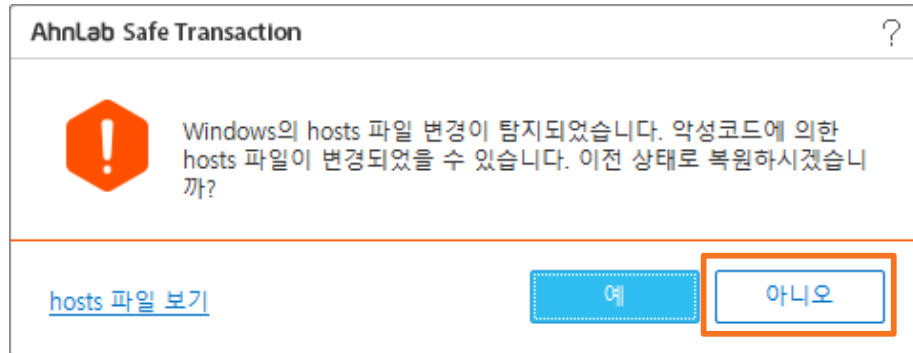 AhnLab Safe Transaction
?
!
Windows의 hosts 파일 변경이 탐지되었습니다. 악성코드에 의한
hosts 파일이 변경되었을 수 있습니다. 이전 상태로 복원하시겠습니
까?
hosts 파일 보기
예
아니오